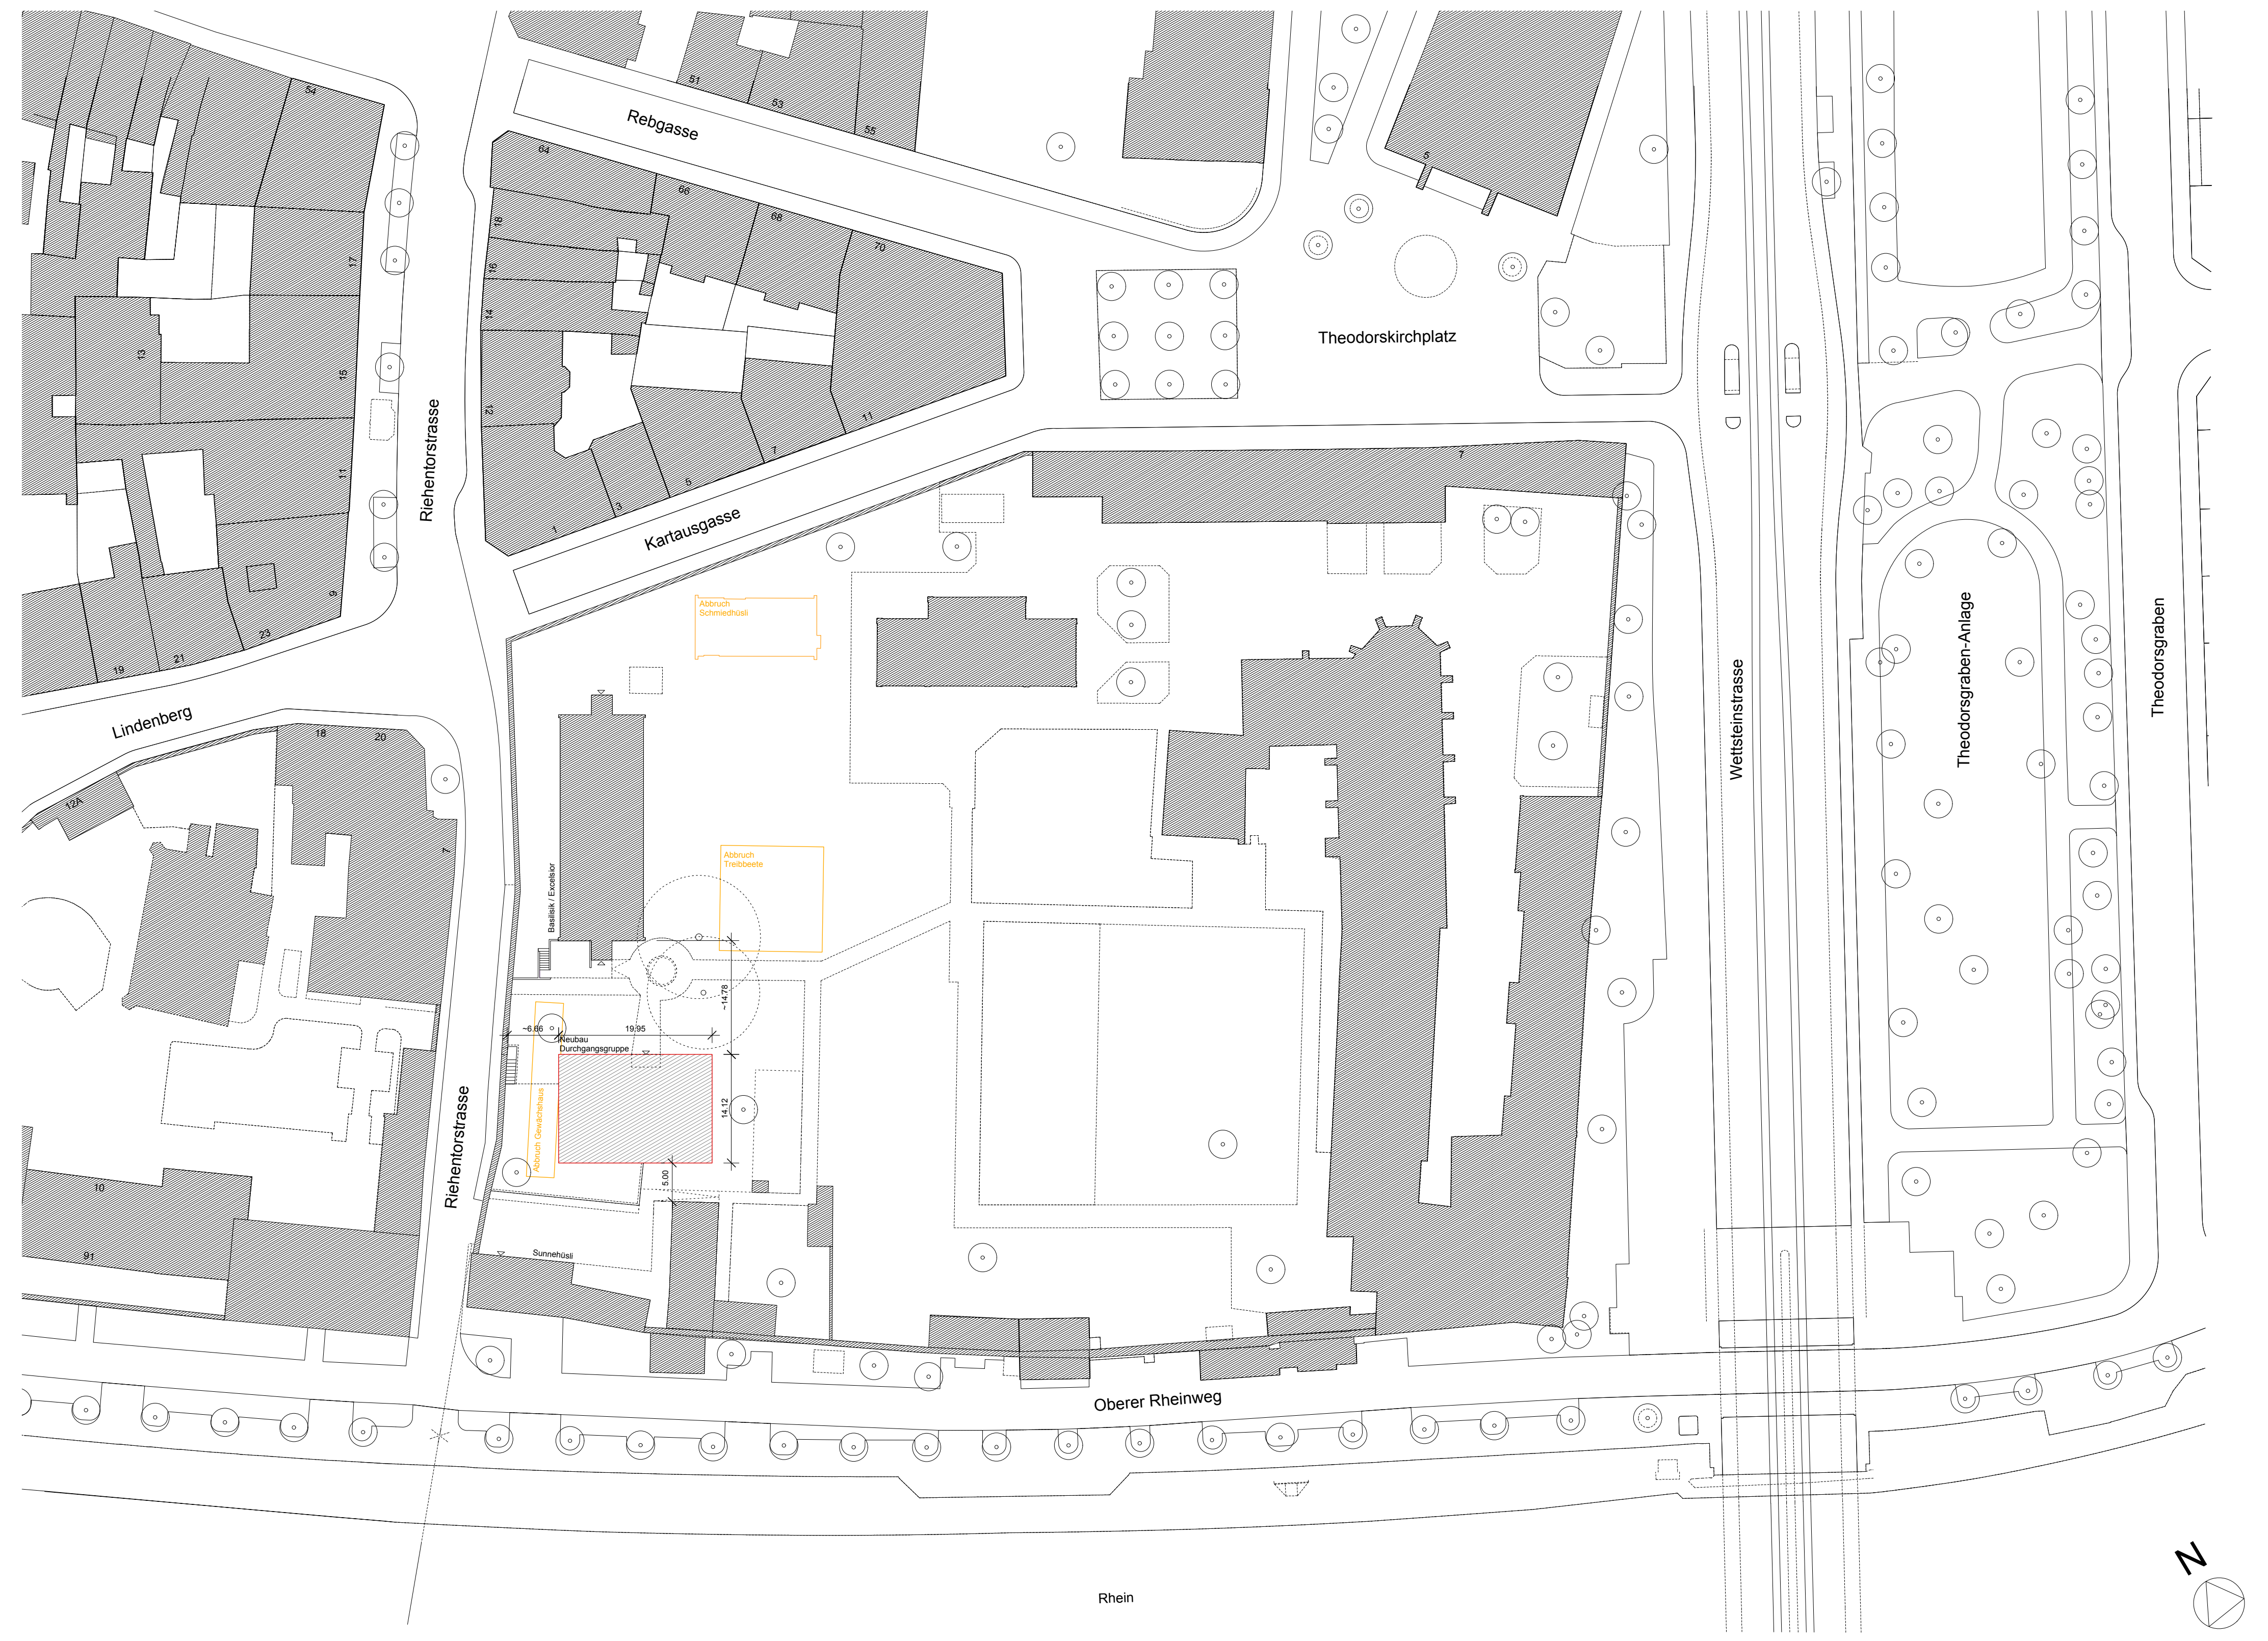 54
51
53
55
Rebgasse
64
66
68
70
5
18
16
14
12
17
15
13
11
9
Riehentorstrasse
Theodorskirchplatz
11
7
5
3
1
Kartausgasse
7
23
21
19
Lindenberg
Abbruch
Schmiedhüsli
Theodorsgraben-Anlage
Theodorsgraben
Wettsteinstrasse
18
20
12A
7
Abbruch
Treibbeete
Basilisik / Excelsior
~14.78
~6.66
19.95
Neubau
Durchgangsgruppe
14.12
Abbruch Gewächshaus
5.00
Riehentorstrasse
10
91
Sunnehüsli
Oberer Rheinweg
Rhein
N